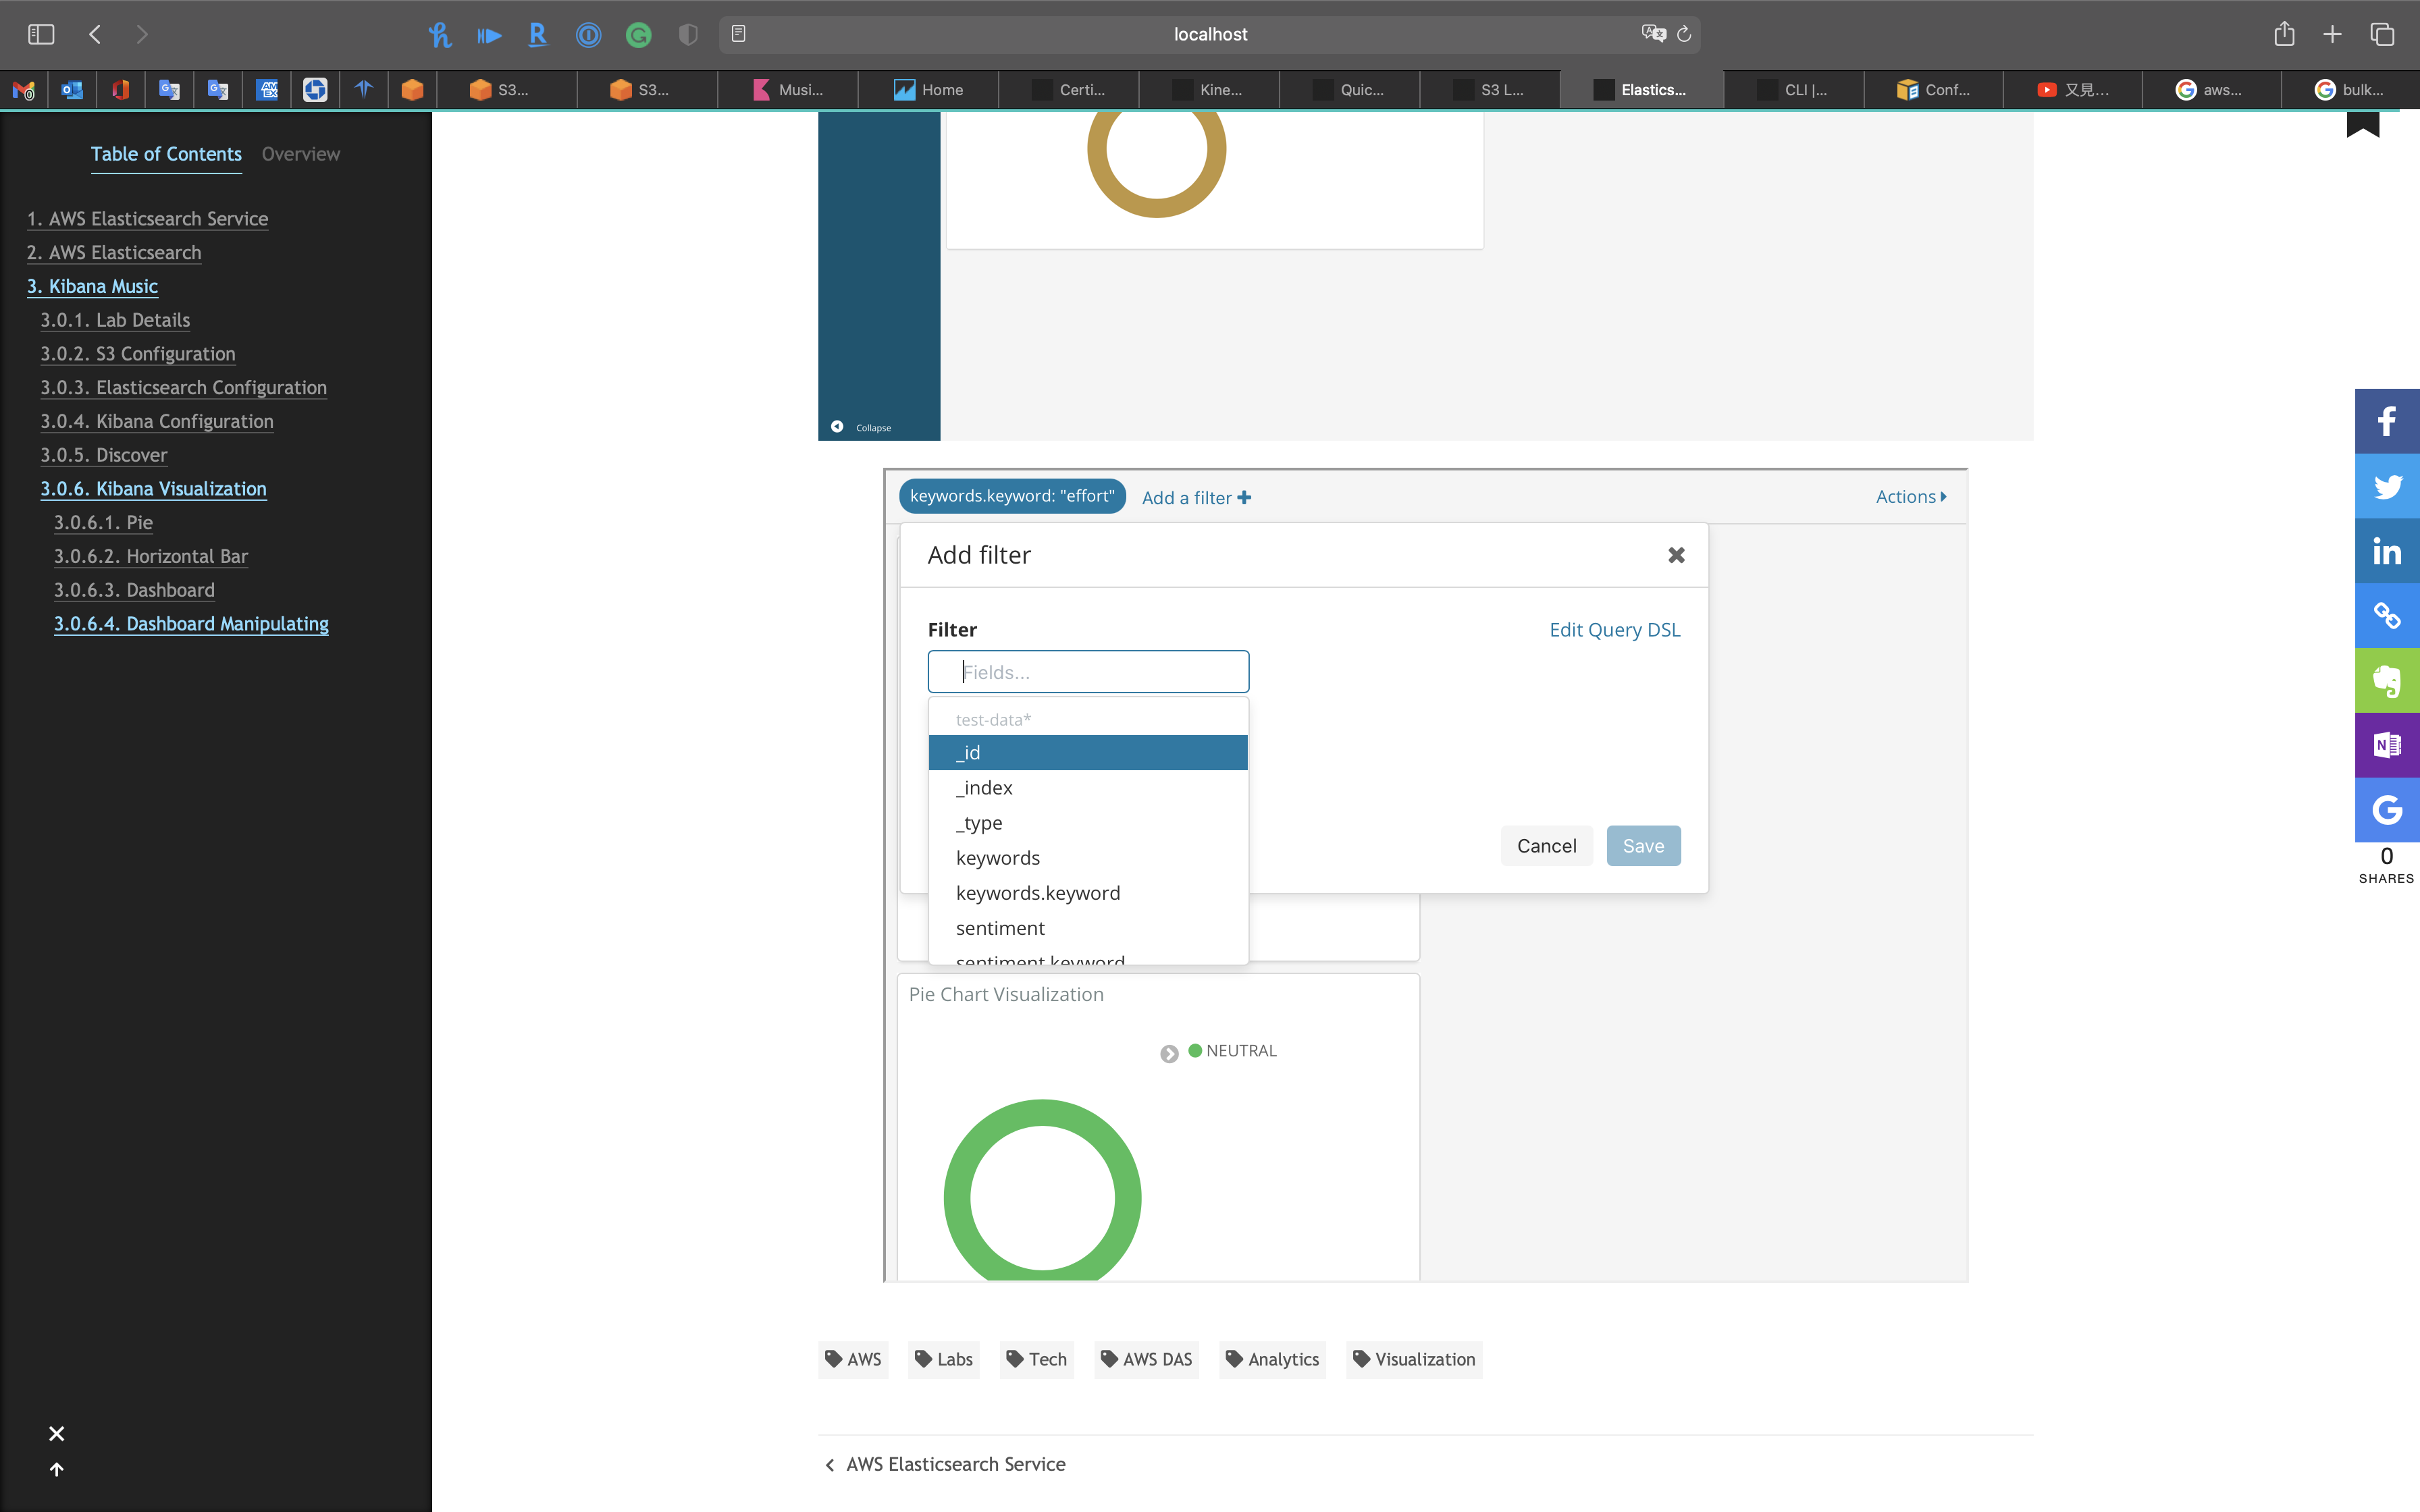 localhost
S3...
S3...
Musi...
Home
Certi...
Kine...
Quic...
S3 L...
Elastics...
CLI |...
Conf...
又見...
aws...
bulk...
Table of Contents
Overview
1. AWS Elasticsearch Service
2. AWS Elasticsearch
3. Kibana Music
3.0.1. Lab Details
3.0.2. S3 Configuration
3.0.3. Elasticsearch Configuration
3.0.4. Kibana Configuration
3.0.5. Discover
3.0.6. Kibana Visualization
3.0.6.1. Pie
3.0.6.2. Horizontal Bar
3.0.6.3. Dashboard
3.0.6.4. Dashboard Manipulating
Collapse
keywords.keyword: "effort"
Add a filter
Actions
Add filter
Filter
Edit Query DSL
Fields...
test-data*
_id
_index
_type
keywords
keywords.keyword
sentiment
sentiment.keyword
Cancel
Save
Pie Chart Visualization
NEUTRAL
0
SHARES
AWS
Labs
Tech
AWS DAS
Analytics
Visualization
AWS Elasticsearch Service